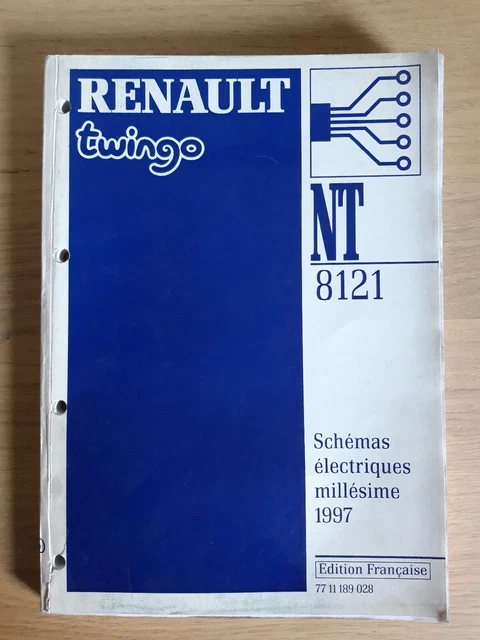 RENAULT
twingo
NT
8121
Schémas
électriques
millésime
1997
Edition Française
77 11 189 028